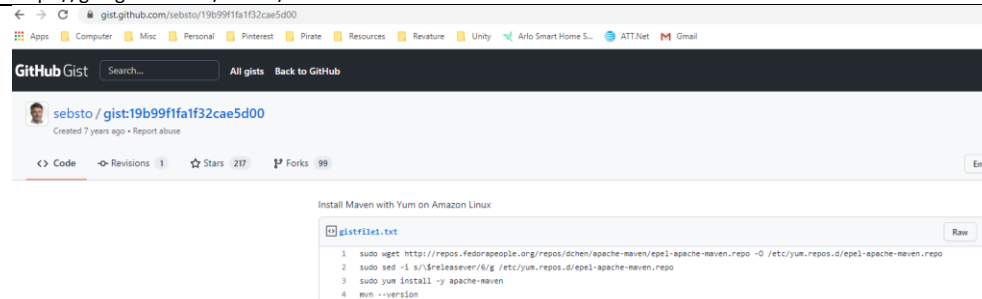 gist.github.com/sebsto/19b99f1fa1f32cae5d00
Apps Computer Misc Personal Pinterest Pirate Resources Revature Unity Arlo Smart Home S... ATT.Net Gmail
GitHub Gist Search... All gists Back to GitHub
sebsto / gist:19b99f1fa1f32cae5d00
Created 7 years ago • Report abuse
Code Revisions 1 Stars 217 Forks 99
Install Maven with Yum on Amazon Linux
gistfile1.txt Raw
1 sudo wget http://repos.fedorapeople.org/repos/dchen/apache-maven/epel-apache-maven.repo -O /etc/yum.repos.d/epel-apache-maven.repo
2 sudo sed -i s/\$releasever/6/g /etc/yum.repos.d/epel-apache-maven.repo
3 sudo yum install -y apache-maven
4 mvn --version